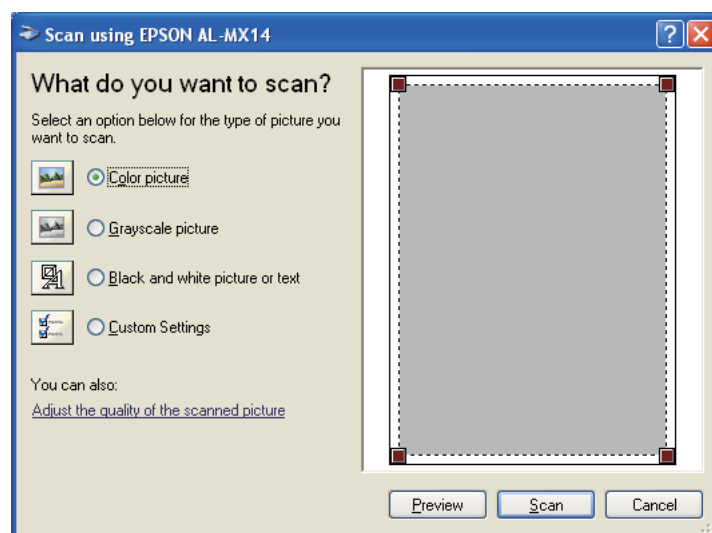 Scan using EPSON AL-MX14
What do you want to scan?
Select an option below for the type of picture you
want to scan.
Color picture
Grayscale picture
Black and white picture or text
Custom Settings
You can also:
Adjust the quality of the scanned picture
Preview
Scan
Cancel